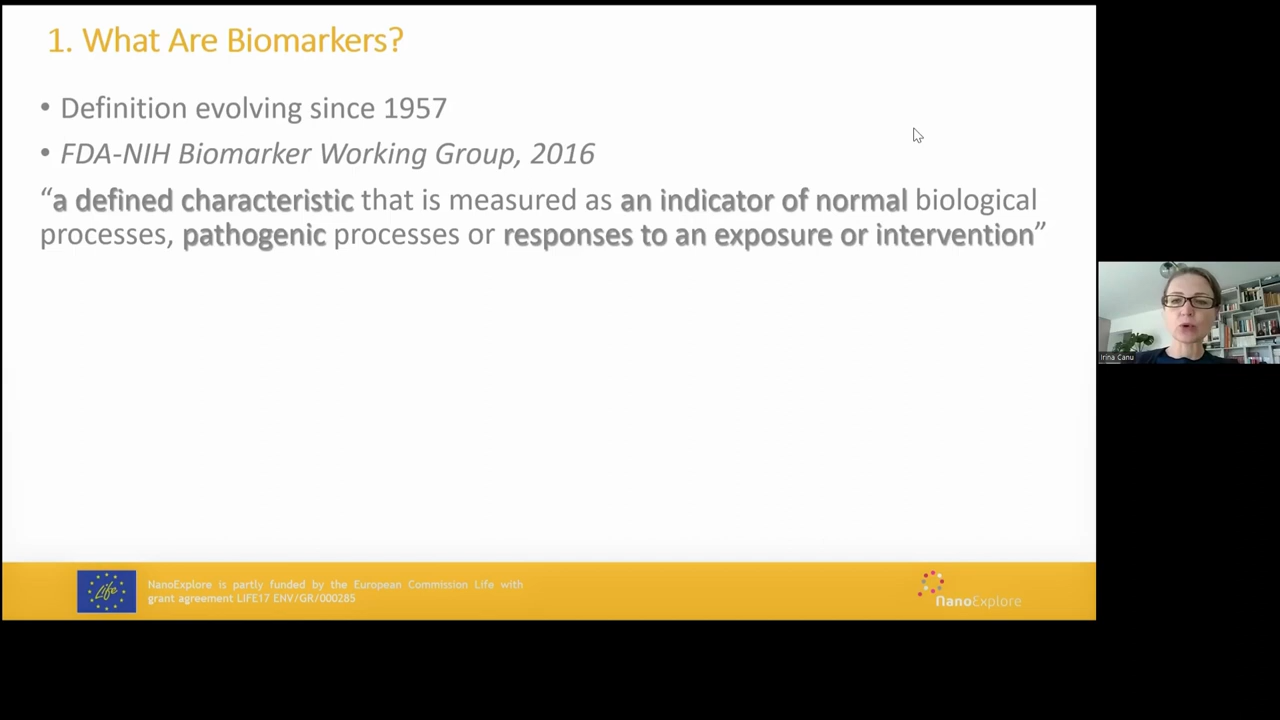 1. What Are Biomarkers?
• Definition evolving since 1957
• FDA-NIH Biomarker Working Group, 2016
“a defined characteristic that is measured as an indicator of normal biological
processes, pathogenic processes or responses to an exposure or intervention”
Irina Canu
Life
NanoExplore is partly funded by the European Commission Life with
grant agreement LIFE17 ENV/GR/000285
NanoExplore